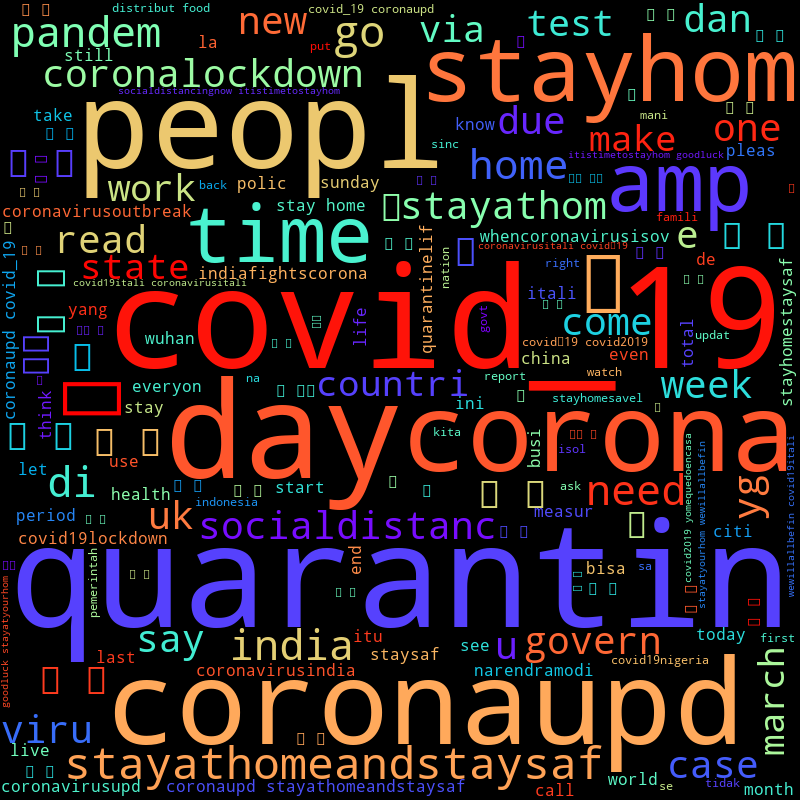 distribut food
covid_19 coronaupd
pandem
new
la
go
put
via
test
dan
still
coronalockdown
stayhom
socialdistancingnow itistimetostayhom
peopl
take
know
due
make
one
mani
sinc
home
itistimetostayhom goodluck
pleas
work
back
polic
sunday
amp
coronavirusoutbreak
stay home
stayathom
famili
time
read
whencoronavirusisov
e
coronavirusitali covid19
de
state
indiafightscorona
quarantinelif
nation
right
covid19itali coronavirusitali
yang
covid_19
itali
coronaupd covid_19
life
govt
come
total
updat
stayhomestaysaf
wuhan
covid19 covid2019
china
even
report
watch
everyon
na
countri
week
think
stay
ini
stayhomesavel
day
corona
kita
busi
isol
let
use
di
health
start
indonesia
ask
need
yg
covid2019 yomequedoencasa
stayatyourhom wewillallbefin
wewillallbefin covid19itali
period
uk
socialdistanc
measur
citi
covid19lockdown
end
bisa
sa
quarantin
pemerintah
goodluck stayatyourhom
say
india
itu
u
govern
today
first
last
staysaf
see
covid19nigeria
coronavirusindia
narendramodi
march
viru
coronaupd
live
stayathomeandstaysaf
case
world
se
tidak
coronavirusupd
coronaupd stayathomeandstaysaf
call
month